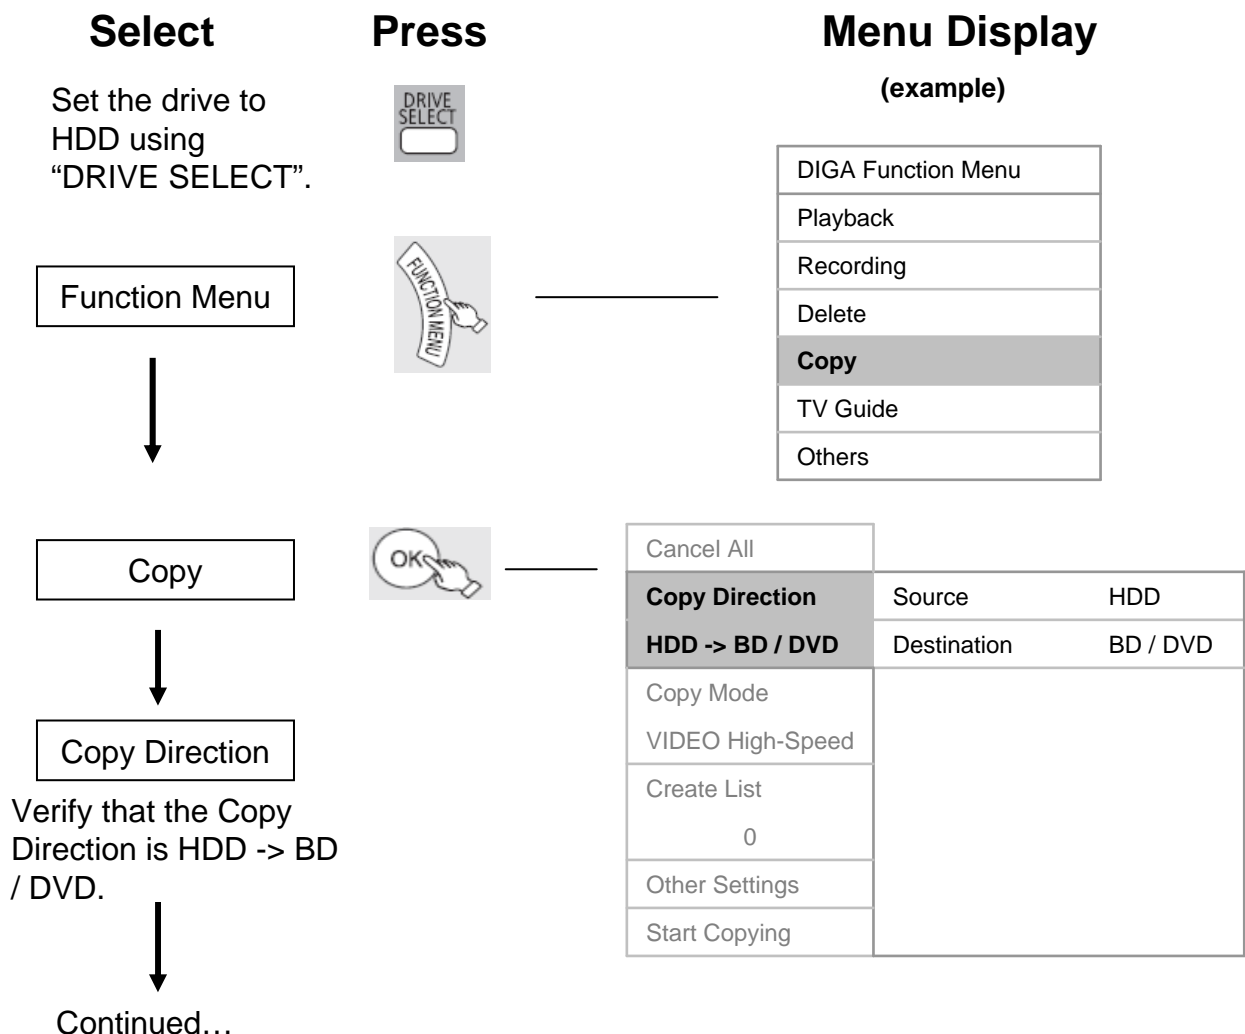 Select Press Menu Display
(example)
Set the drive to
HDD using
“DRIVE SELECT”.
DRIVE
SELECT
DIGA Function Menu
Playback
Recording
Delete
Copy
TV Guide
Others
Function Menu
FUNCTION MENU
Copy
OK
Cancel All
Copy Direction Source HDD
HDD -> BD / DVD Destination BD / DVD
Copy Mode
VIDEO High-Speed
Create List
0
Other Settings
Start Copying
Copy Direction
Verify that the Copy
Direction is HDD -> BD
/ DVD.
Continued…